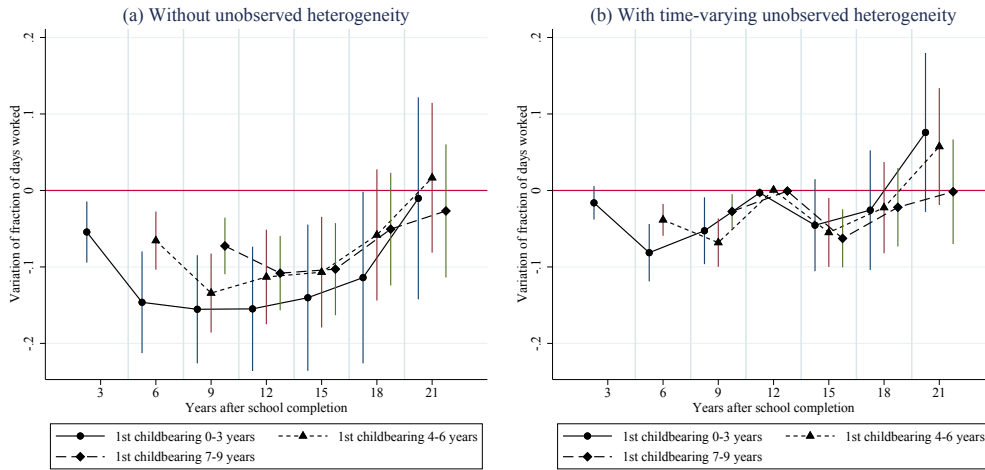 (a) Without unobserved heterogeneity
Variation of fraction of days worked
.2
.1
0
-.1
-.2
3 6 9 12 15 18 21
Years after school completion
1st childbearing 0-3 years
1st childbearing 4-6 years
1st childbearing 7-9 years
(b) With time-varying unobserved heterogeneity
Variation of fraction of days worked
.2
.1
0
-.1
-.2
3 6 9 12 15 18 21
Years after school completion
1st childbearing 0-3 years
1st childbearing 4-6 years
1st childbearing 7-9 years